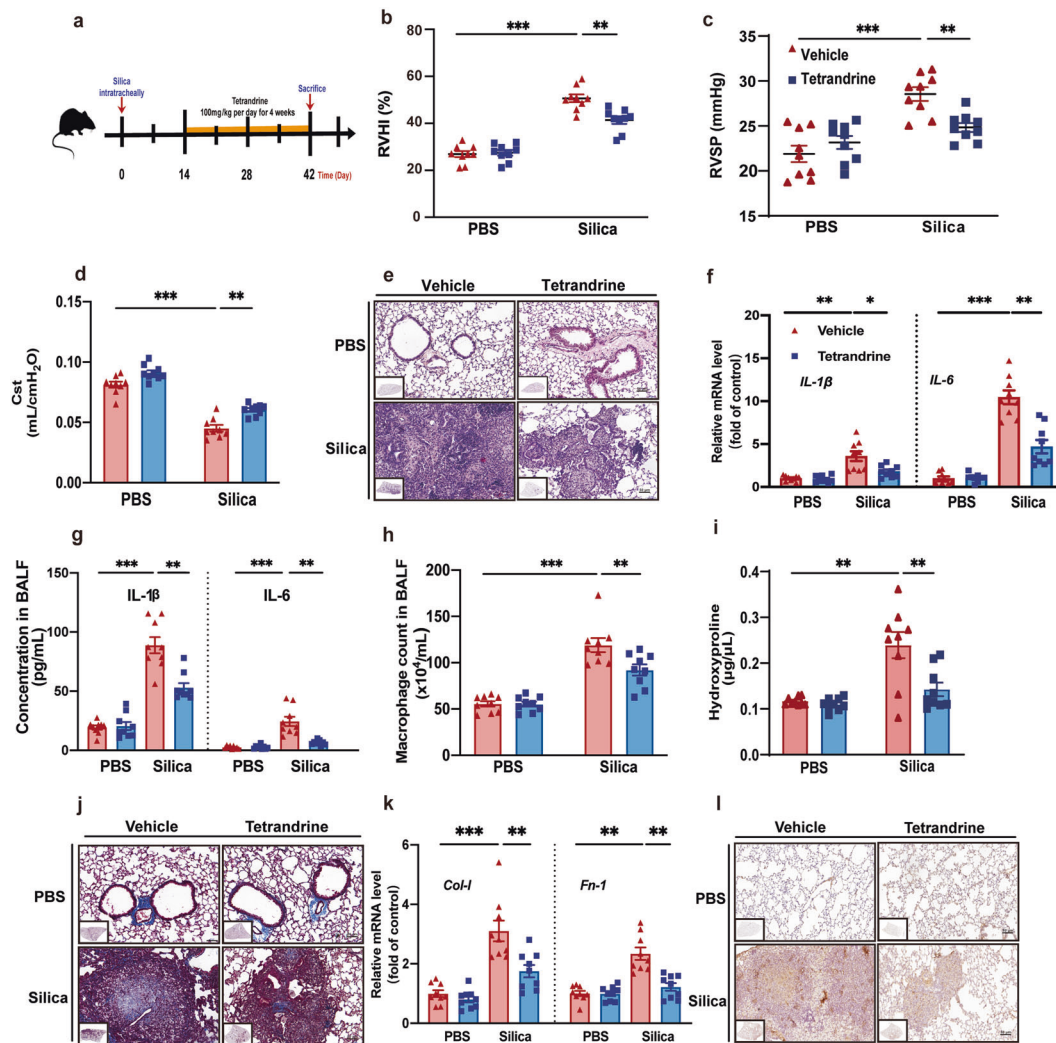 a
Silica
intratracheally
Tetrandrine
100mg/kg per day for 4 weeks
Sacrifice
0
14
28
42
Time (Day)
b
RVHI (%)
80
60
40
20
0
***
**
PBS
Silica
c
RVSP (mmHg)
35
30
25
20
15
***
**
Vehicle
Tetrandrine
PBS
Silica
d
Cst
(mL/cmH₂O)
0.15
0.10
0.05
0.00
***
**
PBS
Silica
e
Vehicle
Tetrandrine
PBS
Silica
f
Relative mRNA level
(fold of control)
20
15
10
5
0
**
*
***
**
Vehicle
Tetrandrine
IL-1β
IL-6
PBS
Silica
PBS
Silica
g
Concentration in BALF
(pg/mL)
150
100
50
0
***
**
***
**
IL-1β
IL-6
PBS
Silica
PBS
Silica
h
Macrophage count in BALF
(x10⁴/mL)
200
150
100
50
0
***
**
PBS
Silica
i
Hydroxyproline
(µg/µL)
0.4
0.3
0.2
0.1
0.0
**
**
PBS
Silica
j
Vehicle
Tetrandrine
PBS
Silica
k
Relative mRNA level
(fold of control)
6
4
2
0
***
**
**
**
Col-I
Fn-1
PBS
Silica
PBS
Silica
l
Vehicle
Tetrandrine
PBS
Silica